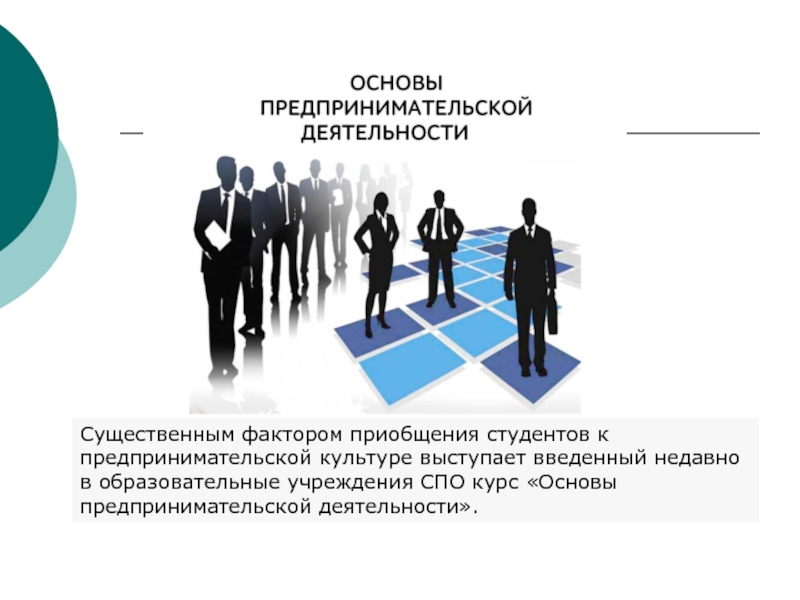 ОСНОВЫ
ПРЕДПРИНИМАТЕЛЬСКОЙ
ДЕЯТЕЛЬНОСТИ
Существенным фактором приобщения студентов к
предпринимательской культуре выступает введенный недавно
в образовательные учреждения СПО курс «Основы
предпринимательской деятельности».